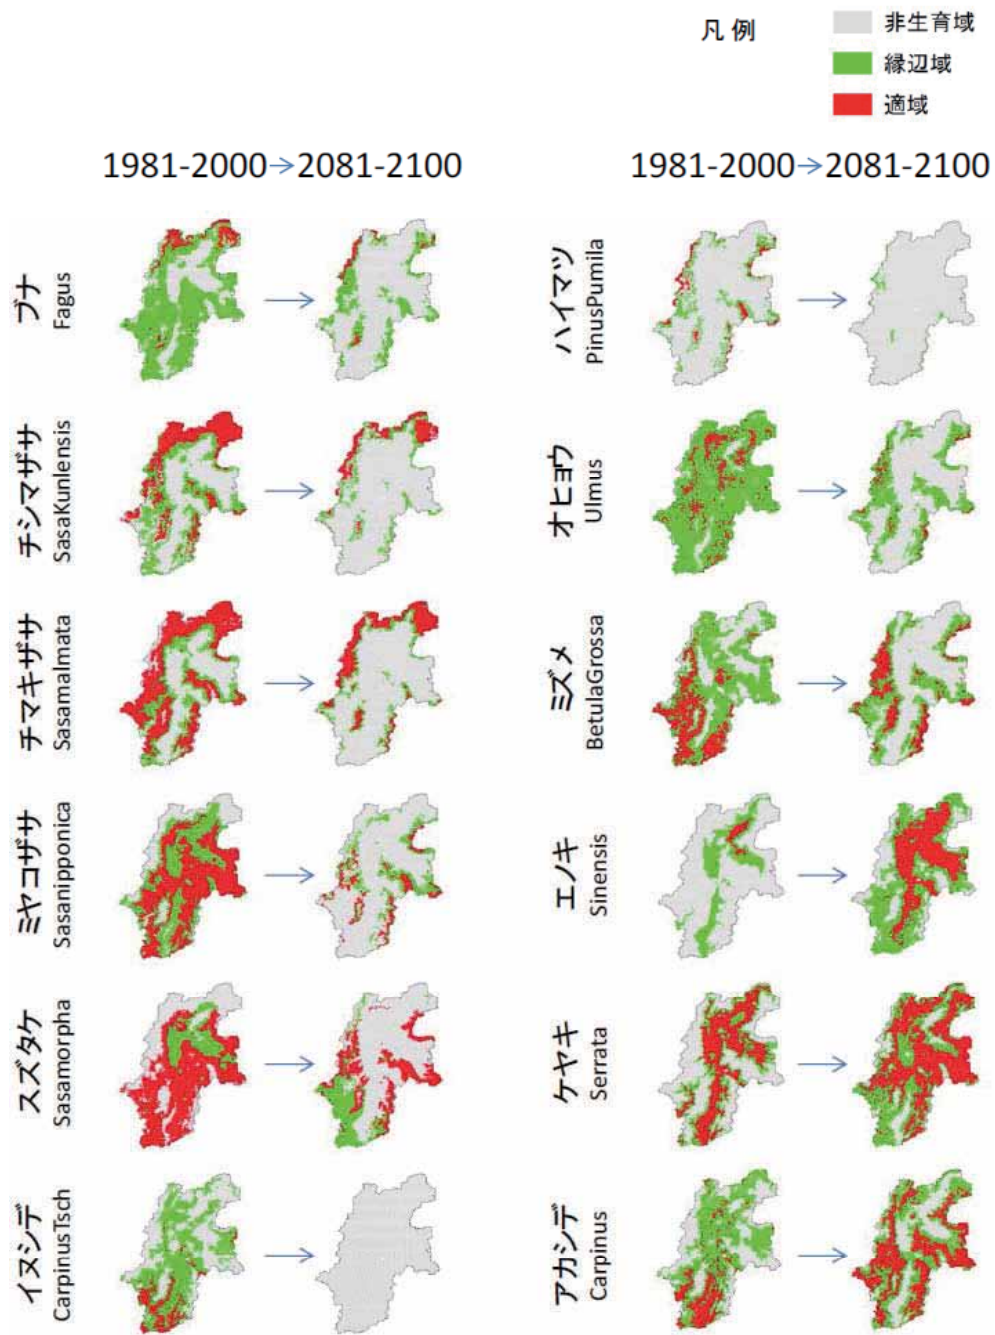 凡 例
非生育域
縁辺域
適域
1981-2000→2081-2100
1981-2000→2081-2100
ブナ
Fagus
チシマザサ
SasaKunlensis
チマキザサ
Sasamalmata
ミヤコザサ
Sasanipponica
スズタケ
Sasamorpha
イヌシデ
CarpinusTsch
ハイマツ
PinusPumila
オヒョウ
Ulmus
ミズメ
BetulaGrossa
エノキ
Sinensis
ケヤキ
Serrata
アカシデ
Carpinus